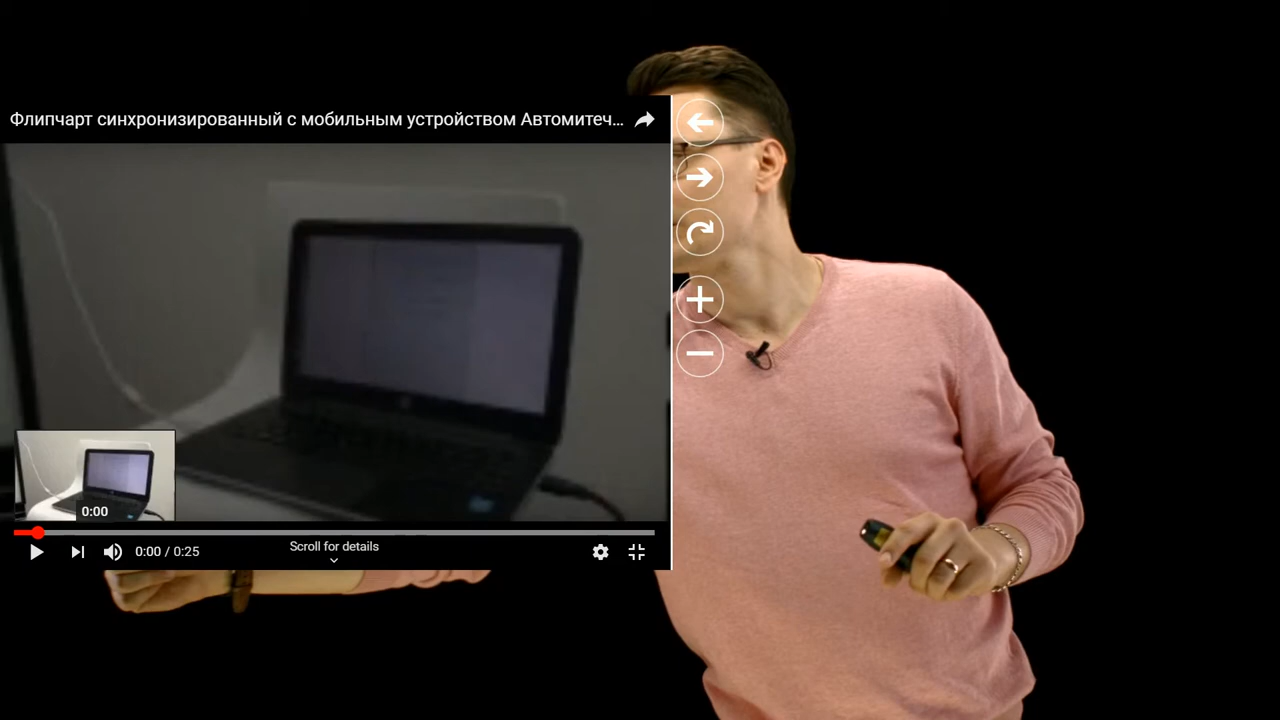 Флипчарт синхронизированный с мобильным устройством Автомитеч...
0:00
0:00 / 0:25
Scroll for details